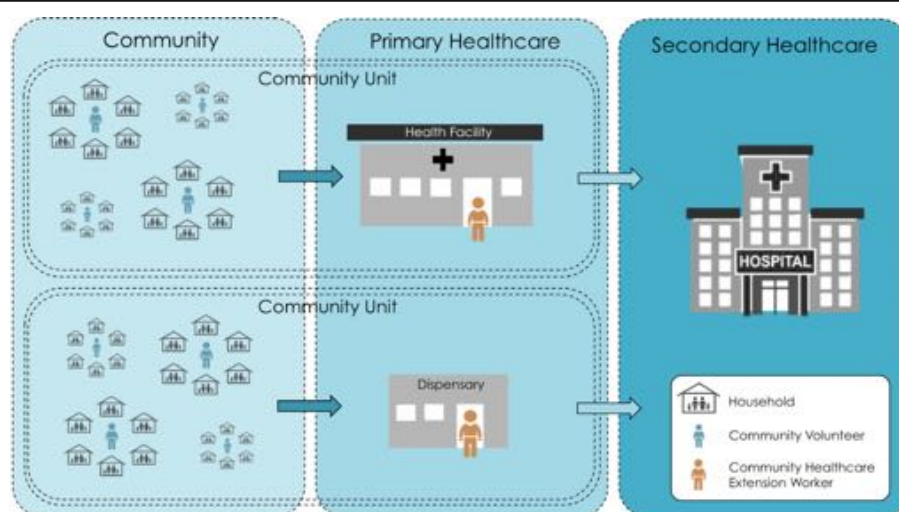 Community
Primary Healthcare
Secondary Healthcare
Community Unit
Health Facility
HOSPITAL
Community Unit
Dispensary
Household
Community Volunteer
Community Healthcare
Extension Worker